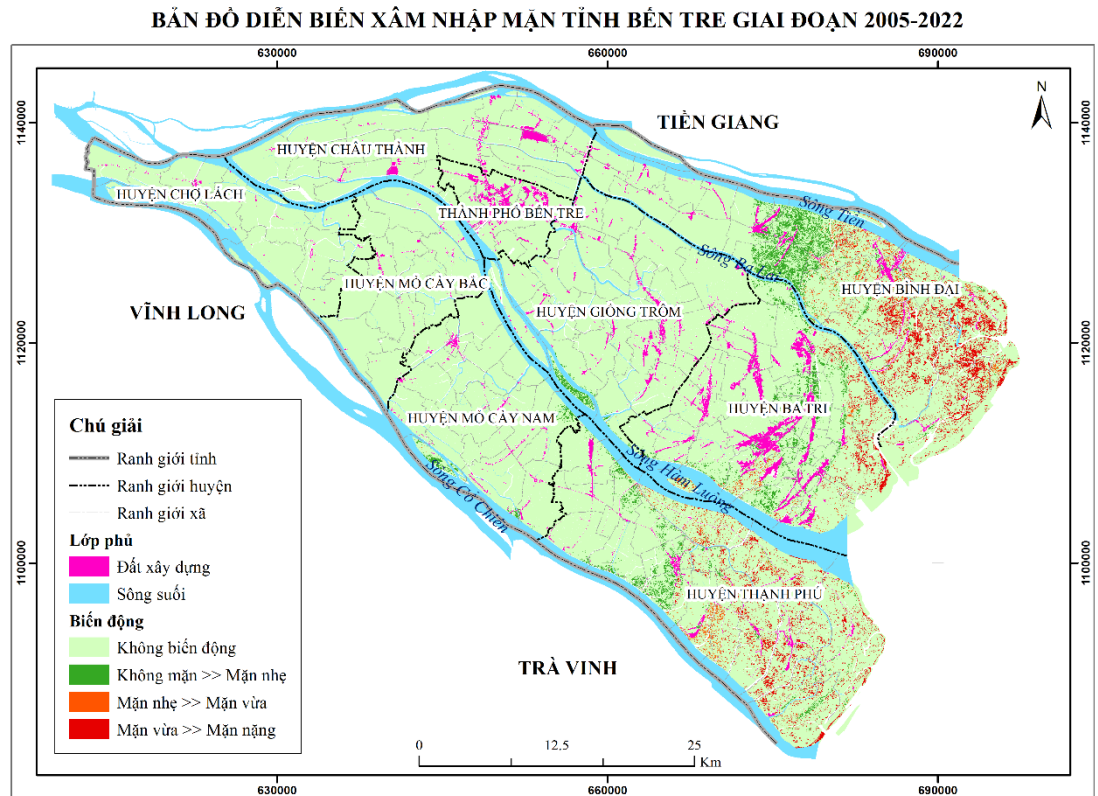 BẢN ĐỒ DIỄN BIẾN XÂM NHẬP MẶN TỈNH BẾN TRE GIAI ĐOẠN 2005-2022
630000
660000
690000
N
1140000
1140000
TIỀN GIANG
HUYỆN CHÂU THÀNH
HUYỆN CHỢ LÁCH
THÀNH PHỐ BẾN TRE
Sông Tiền
Sông Ba Lai
HUYỆN MỎ CÀY BẮC
HUYỆN BÌNH ĐẠI
VĨNH LONG
HUYỆN GIỒNG TRÔM
1120000
1120000
HUYỆN MỎ CÀY NAM
HUYỆN BA TRI
Sông Hàm Luông
Sông Cổ Chiên
1100000
1100000
HUYỆN THẠNH PHÚ
TRÀ VINH
Chú giải
Ranh giới tỉnh
Ranh giới huyện
Ranh giới xã
Lớp phủ
Đất xây dựng
Sông suối
Biến động
Không biến động
Không mặn >> Mặn nhẹ
Mặn nhẹ >> Mặn vừa
Mặn vừa >> Mặn nặng
0
12.5
25
Km
630000
660000
690000